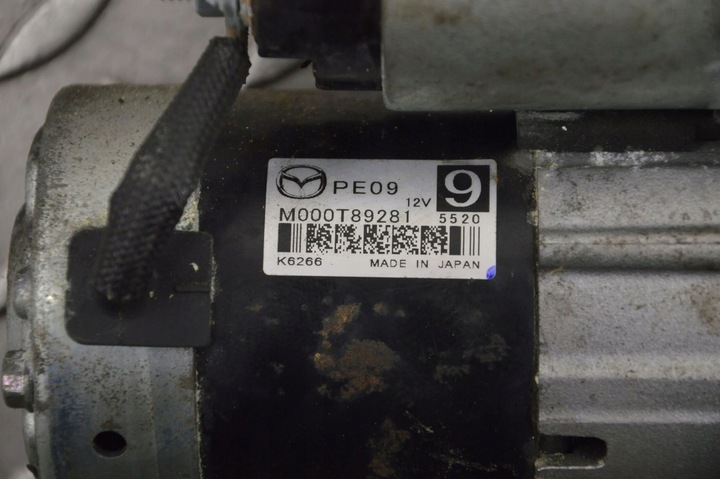 PE09
12V 9
M000T89281 5520
K6266 MADE IN JAPAN